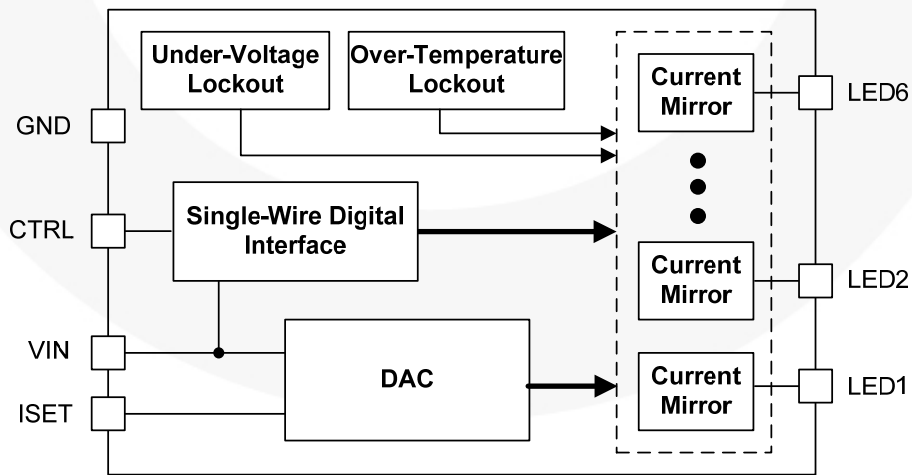 Under-Voltage
Lockout
Over-Temperature
Lockout
Current
Mirror
LED6
GND
CTRL
Single-Wire Digital
Interface
Current
Mirror
LED2
VIN
DAC
Current
Mirror
LED1
ISET